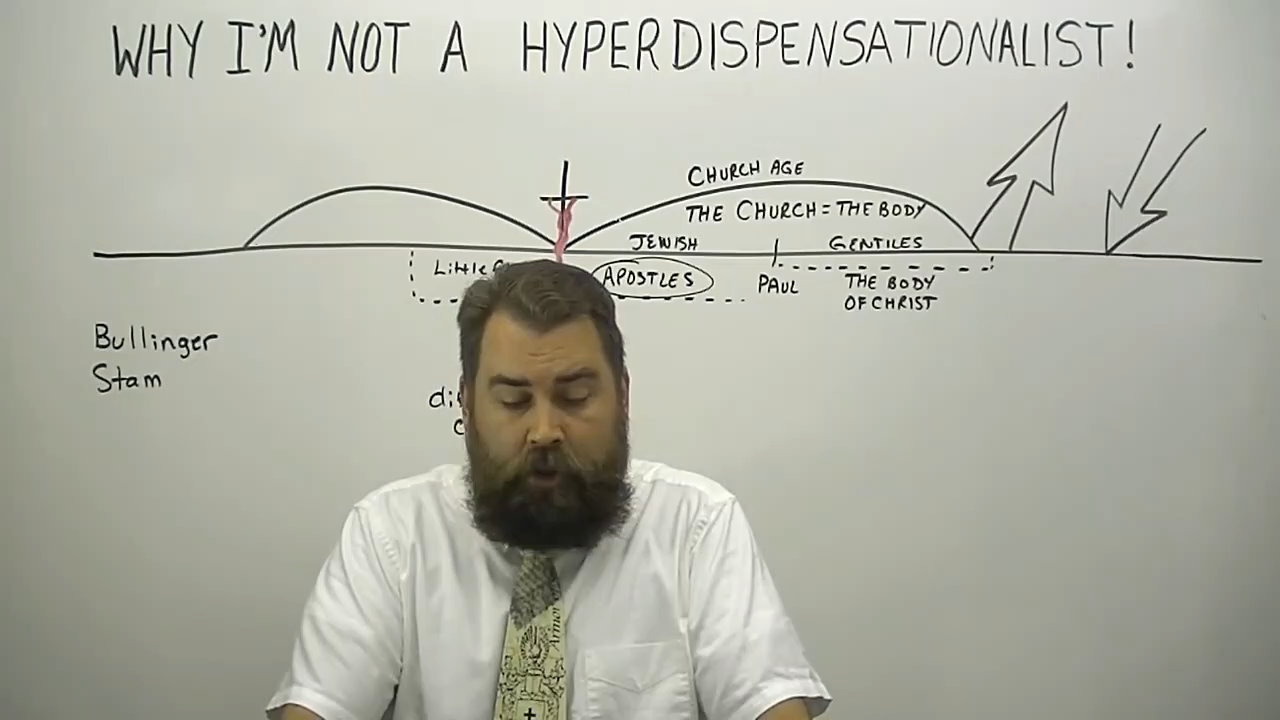 WHY I'M NOT A HYPERDISPENSATIONALIST!
CHURCH AGE
THE CHURCH = THE BODY
JEWISH
GENTILES
APOSTLES
PAUL
THE BODY
OF CHRIST
Bullinger
Stam
Armor